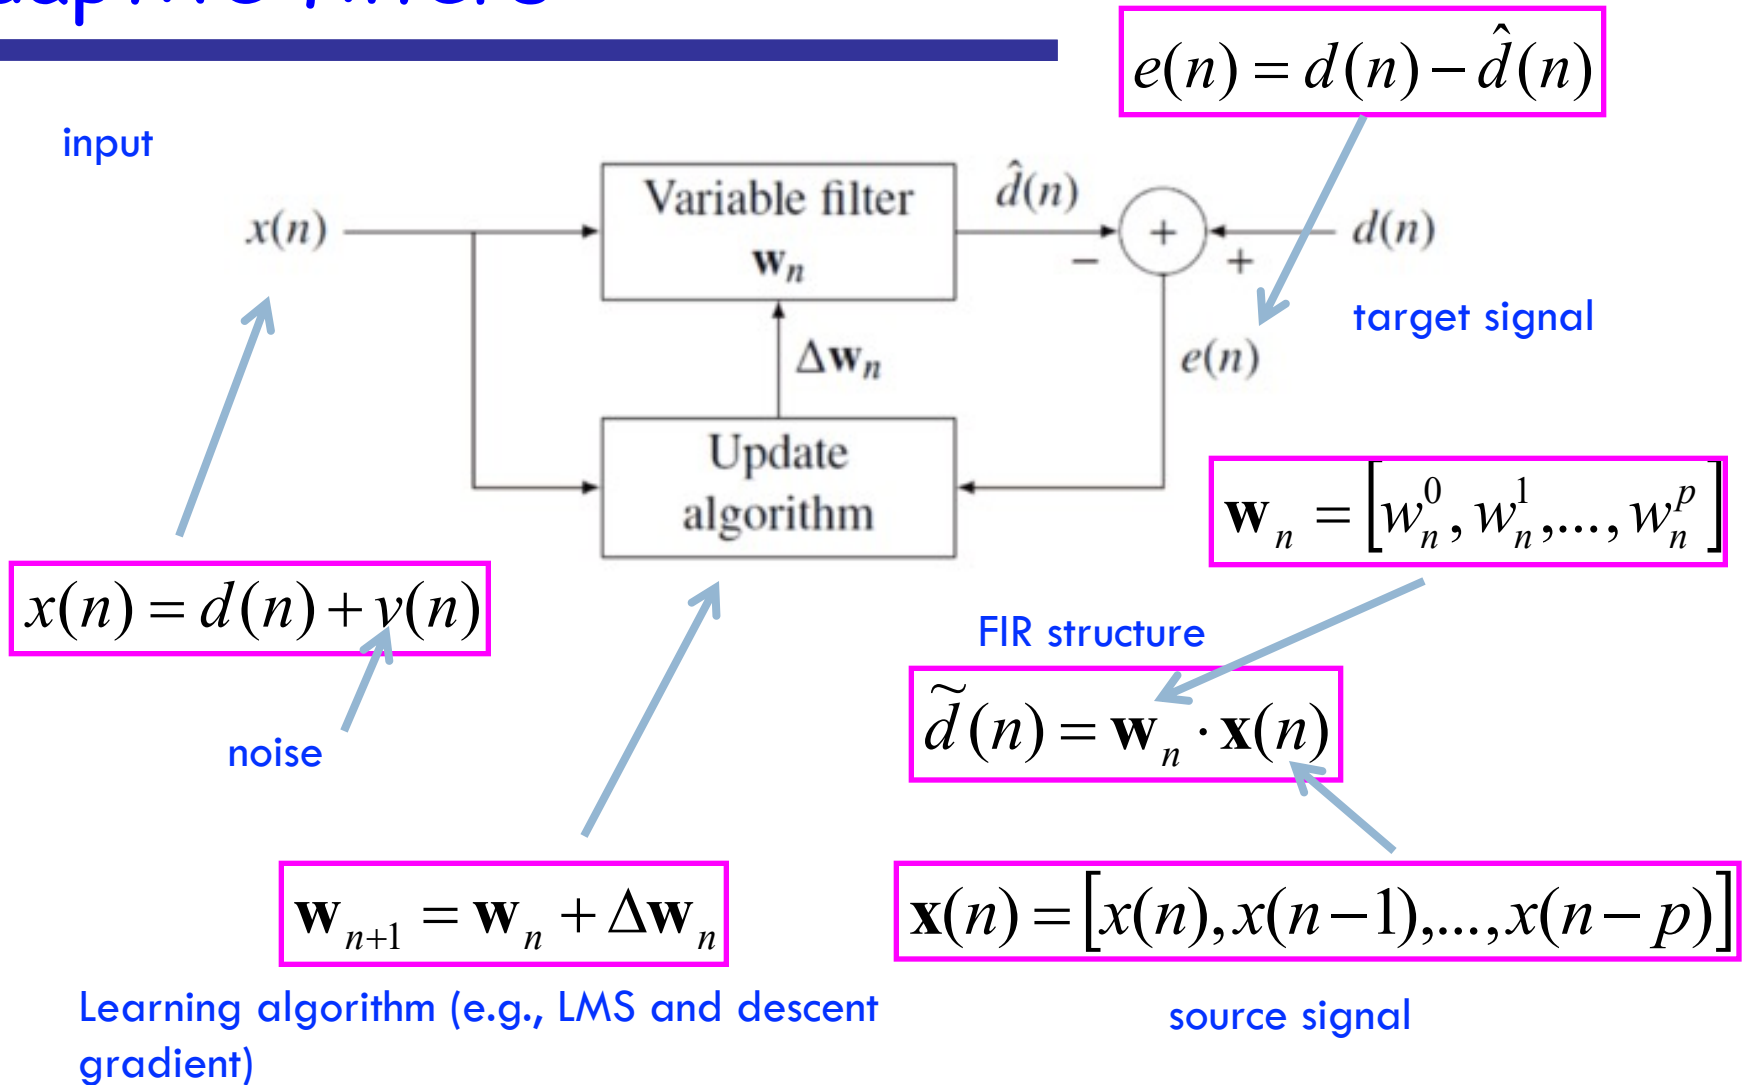 e(n) = d(n) − d̂(n)
input
Variable filter
𝐰ₙ
d̂(n)
x(n)
+
−
+
d(n)
target signal
Δ𝐰ₙ
e(n)
Update
algorithm
𝐰ₙ = [wₙ⁰, wₙ¹,..., wₙᵖ]
x(n) = d(n) + v(n)
FIR structure
d̃(n) = 𝐰ₙ · 𝐱(n)
noise
𝐰ₙ₊₁ = 𝐰ₙ + Δ𝐰ₙ
𝐱(n) = [x(n), x(n−1),..., x(n−p)]
Learning algorithm (e.g., LMS and descent
gradient)
source signal